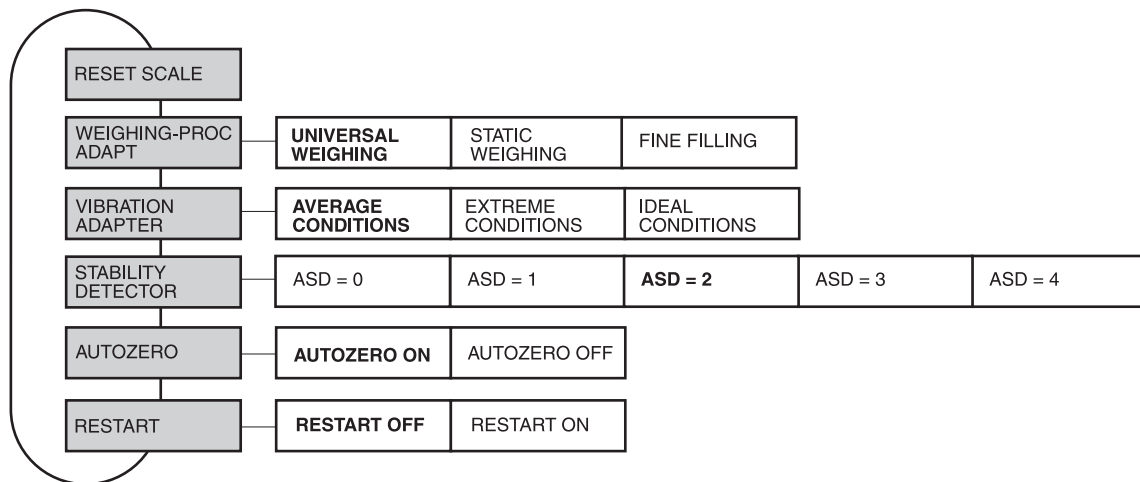 RESET SCALE
WEIGHING-PROC
ADAPT
UNIVERSAL
WEIGHING
STATIC
WEIGHING
FINE FILLING
VIBRATION
ADAPTER
AVERAGE
CONDITIONS
EXTREME
CONDITIONS
IDEAL
CONDITIONS
STABILITY
DETECTOR
ASD = 0
ASD = 1
ASD = 2
ASD = 3
ASD = 4
AUTOZERO
AUTOZERO ON
AUTOZERO OFF
RESTART
RESTART OFF
RESTART ON